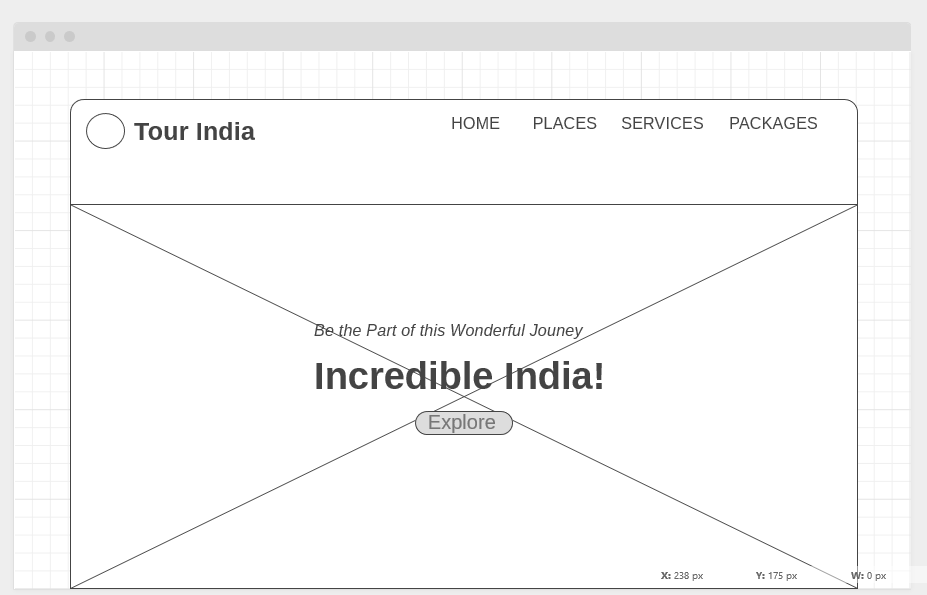 Tour India
HOME PLACES SERVICES PACKAGES
Be the Part of this Wonderful Jouney
Incredible India!
Explore
X: 238 px Y: 175 px W: 0 px